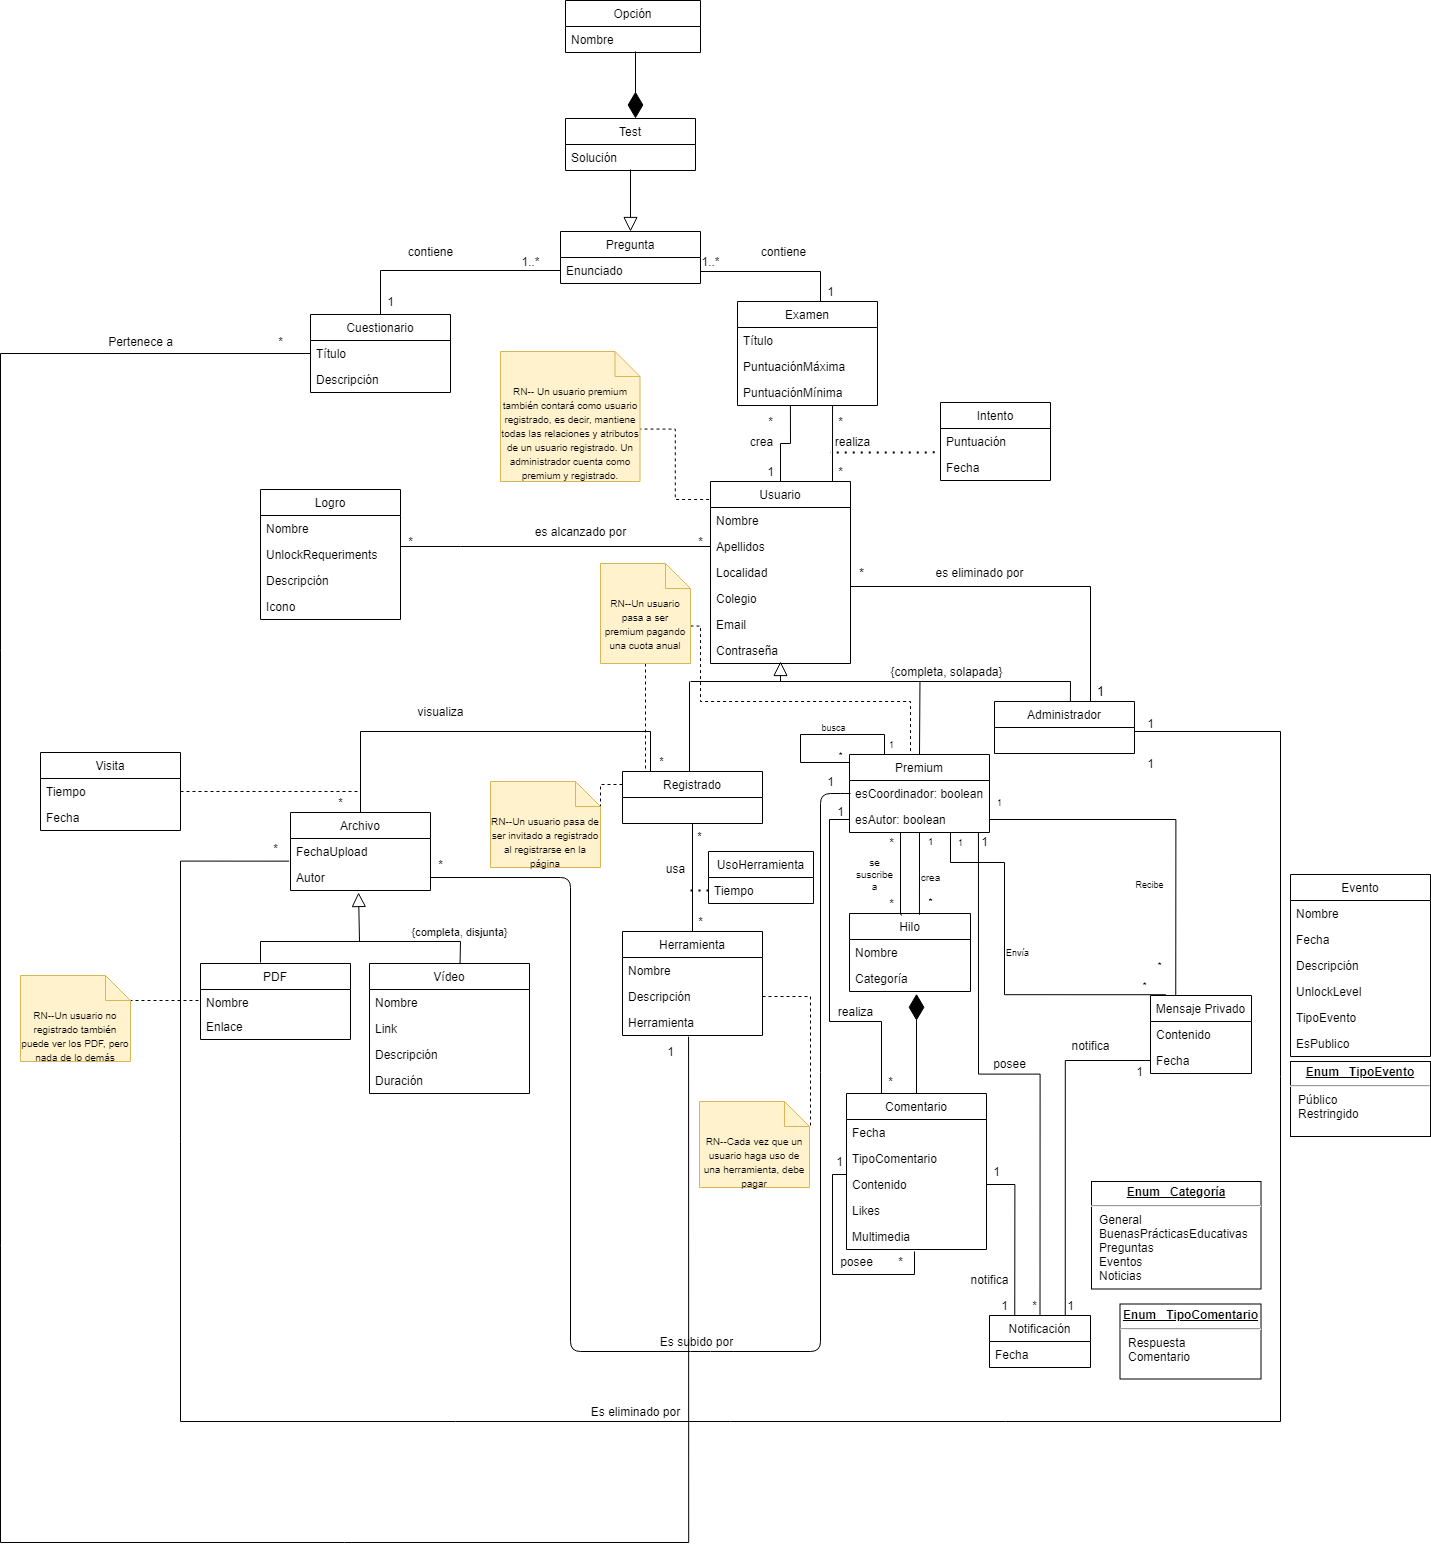 Opción
Nombre
Test
Solución
Pregunta
Enunciado
contiene
1..*
1..*
contiene
1
1
Cuestionario
Título
Descripción
Pertenece a
*
Examen
Título
PuntuaciónMáxima
PuntuaciónMínima
RN-- Un usuario premium
también contará como usuario
registrado, es decir, mantiene
todas las relaciones y atributos
de un usuario registrado. Un
administrador cuenta como
premium y registrado.
*
*
crea
realiza
1
*
Intento
Puntuación
Fecha
Logro
Nombre
UnlockRequeriments
Descripción
Icono
*
es alcanzado por
*
Usuario
Nombre
Apellidos
Localidad
Colegio
Email
Contraseña
*
es eliminado por
1
RN--Un usuario
pasa a ser
premium pagando
una cuota anual
{completa, solapada}
Administrador
1
1
visualiza
*
*
busca
1
*
Visita
Tiempo
Fecha
Registrado
Premium
esCoordinador: boolean
esAutor: boolean
1
1
RN--Un usuario pasa de
ser invitado a registrado
al registrarse en la
página
Archivo
FechaUpload
Autor
*
*
*
usa
*
UsoHerramienta
Tiempo
*
1
1
1
1
se
suscribe
a
crea
*
*
Recibe
Envía
*
*
{completa, disjunta}
PDF
Nombre
Enlace
Vídeo
Nombre
Link
Descripción
Duración
RN--Un usuario no
registrado también
puede ver los PDF, pero
nada de lo demás
Herramienta
Nombre
Descripción
Herramienta
1
Hilo
Nombre
Categoría
realiza
*
posee
Mensaje Privado
Contenido
Fecha
notifica
1
Evento
Nombre
Fecha
Descripción
UnlockLevel
TipoEvento
EsPublico
Enum_ TipoEvento
Público
Restringido
RN--Cada vez que un
usuario haga uso de
una herramienta, debe
pagar
Comentario
Fecha
TipoComentario
Contenido
Likes
Multimedia
1
posee
*
1
notifica
1
*
1
Enum_ Categoría
General
BuenasPrácticasEducativas
Preguntas
Eventos
Noticias
Enum_ TipoComentario
Respuesta
Comentario
Notificación
Fecha
Es subido por
Es eliminado por